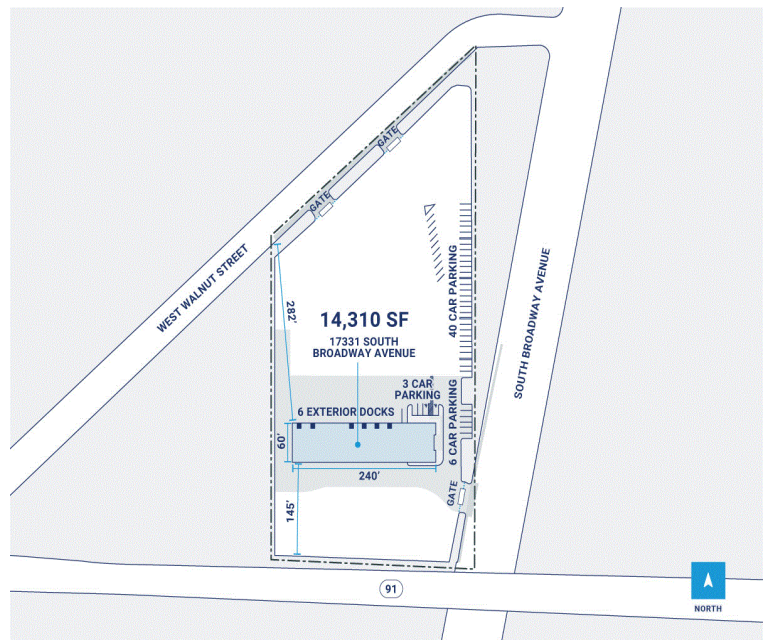 GATE
GATE
WEST WALNUT STREET
SOUTH BROADWAY AVENUE
40 CAR PARKING
282'
14,310 SF
17331 SOUTH
BROADWAY AVENUE
3 CAR
PARKING
6 CAR PARKING
6 EXTERIOR DOCKS
60'
240'
GATE
145'
91
NORTH